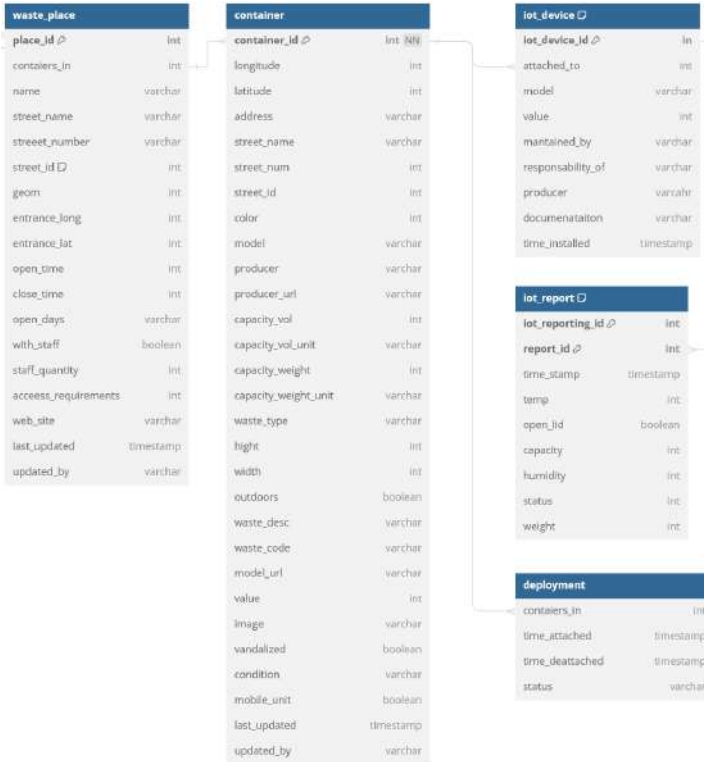 waste_place
place_id int
contaiers_in int
name varchar
street_name varchar
streeet_number varchar
street_id int
geom int
entrance_long int
entrance_lat int
open_time int
close_time int
open_days varchar
with_staff boolean
staff_quantity int
acceess_requirements int
web_site varchar
last_updated timestamp
updated_by varchar
container
container_id int NN
longitude int
latitude int
address varchar
street_name varchar
street_num int
street_id int
color int
model varchar
producer varchar
producer_url varchar
capacity_vol int
capacity_vol_unit varchar
capacity_weight int
capacity_weight_unit varchar
waste_type varchar
hight int
width int
outdoors boolean
waste_desc varchar
waste_code varchar
model_url varchar
value int
image varchar
vandalized boolean
condition varchar
mobile_unit boolean
last_updated timestamp
updated_by varchar
iot_device
iot_device_id in
attached_to int
model varchar
value int
mantained_by varchar
responsability_of varchar
producer varcahr
documenataiton varchar
time_installed timestamp
iot_report
iot_reporting_id int
report_id int
time_stamp timestamp
temp int
open_lid boolean
capacity int
humidity int
status int
weight int
deployment
contaiers_in int
time_attached timestamp
time_deattached timestamp
status varchar